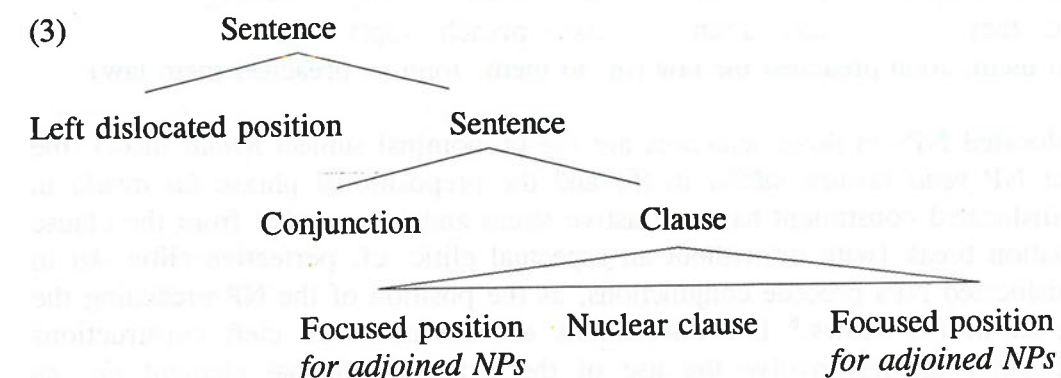 (3) Sentence
Left dislocated position Sentence
Conjunction Clause
Focused position Nuclear clause Focused position
for adjoined NPs for adjoined NPs